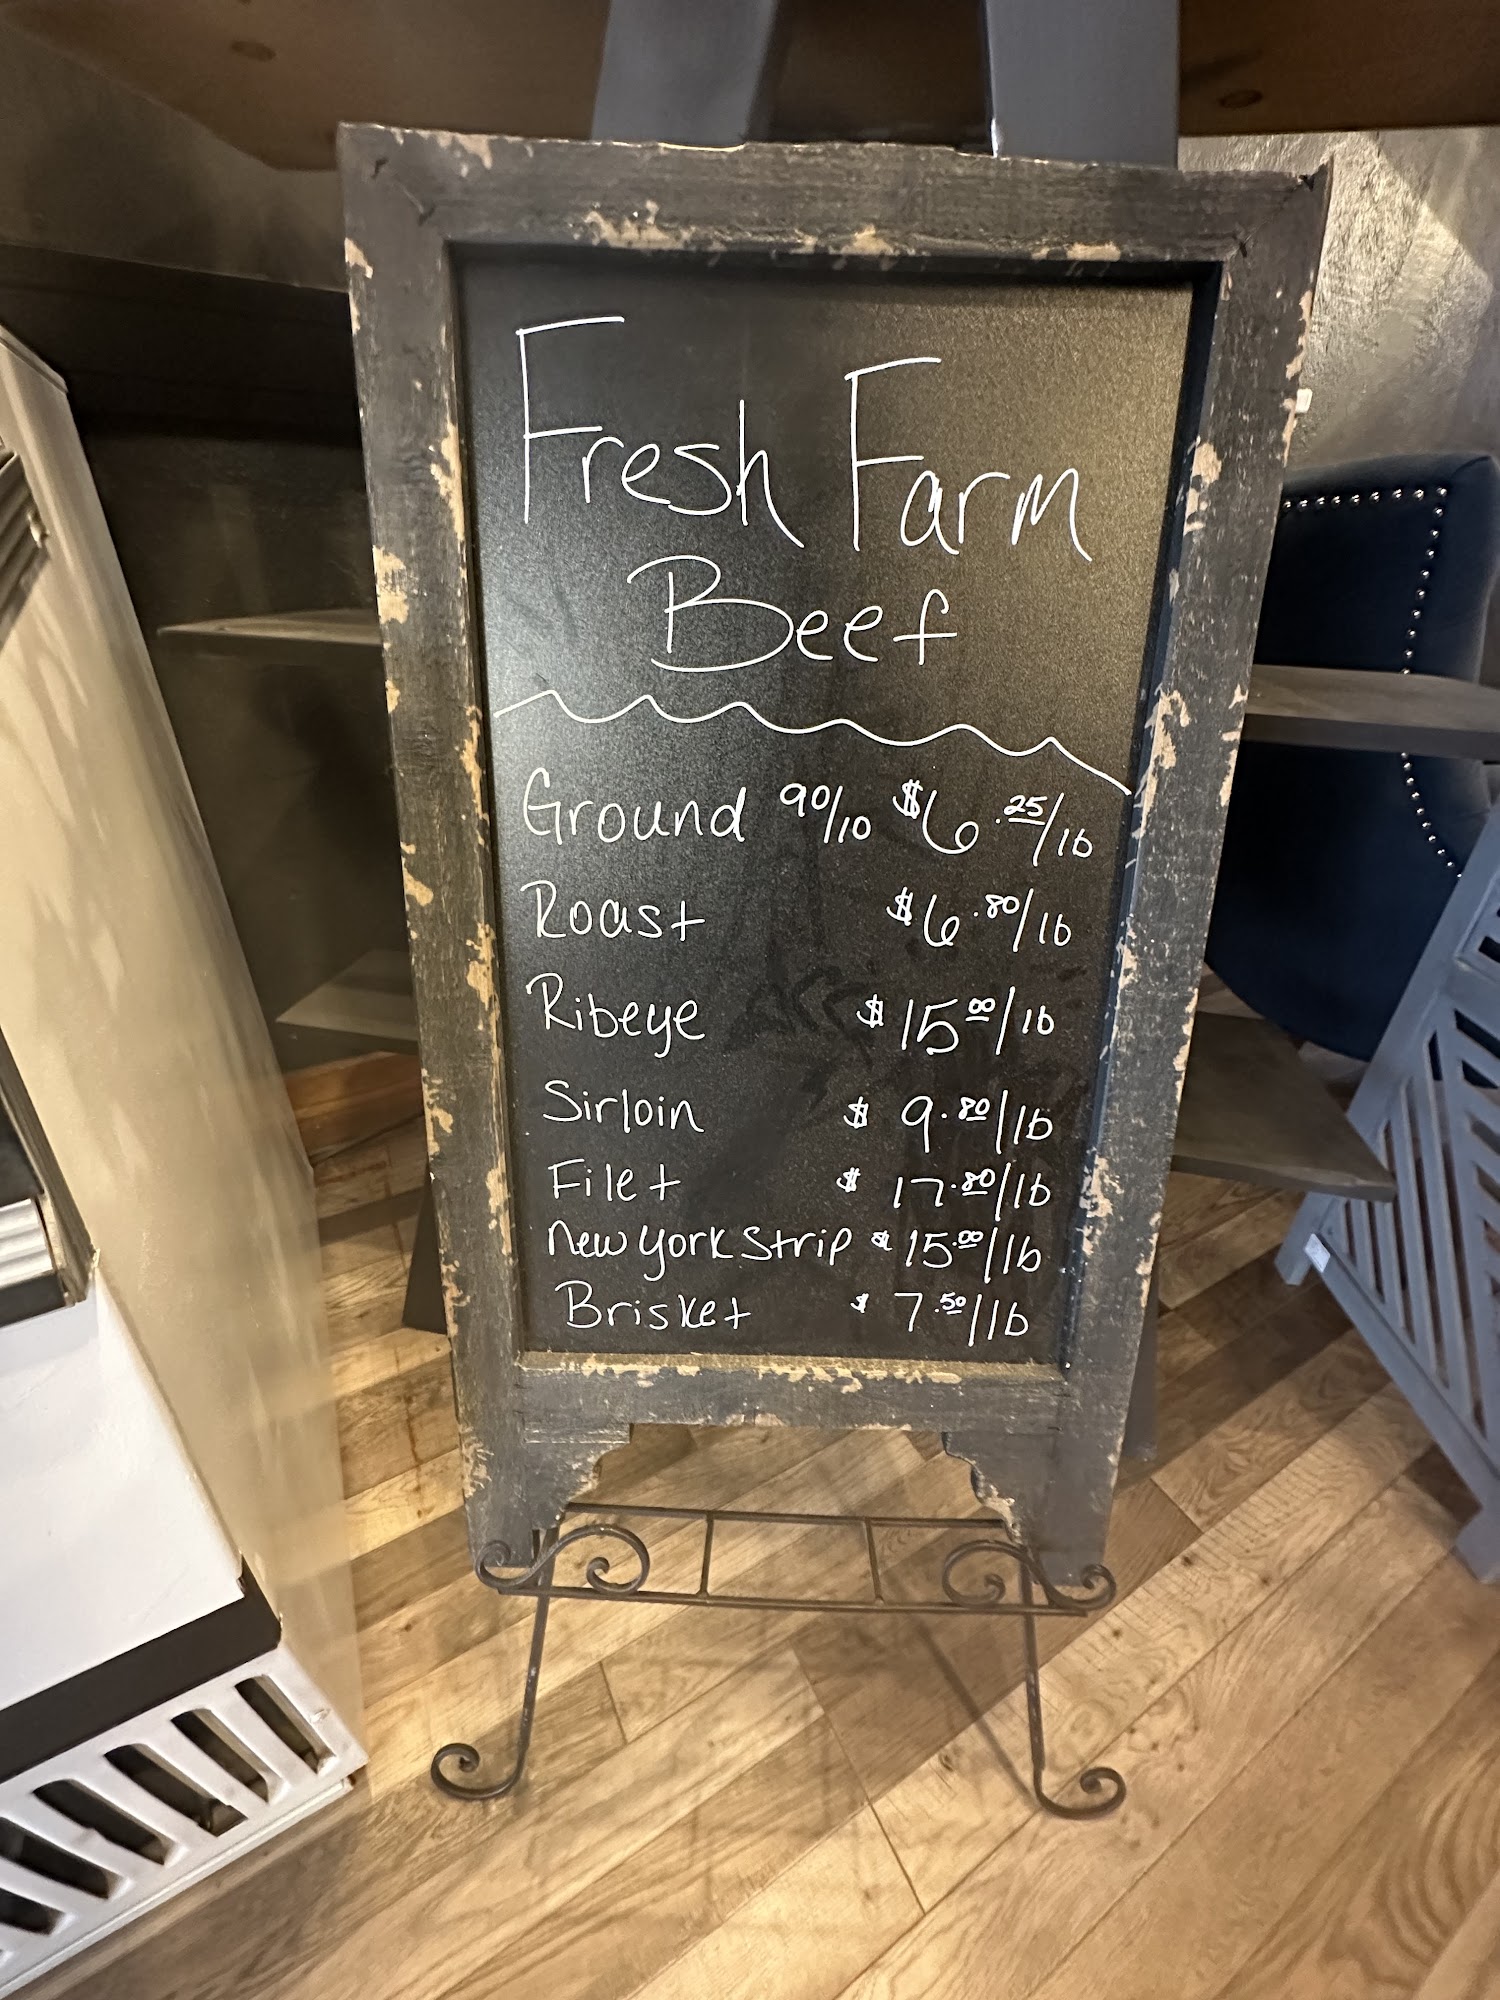 Fresh Farm
Beef
Ground 90/10 $6.25/lb
Roast $6.80/lb
Ribeye $15.00/lb
Sirloin $9.80/lb
Filet $17.80/lb
New York Strip $15.00/lb
Brisket $7.50/lb